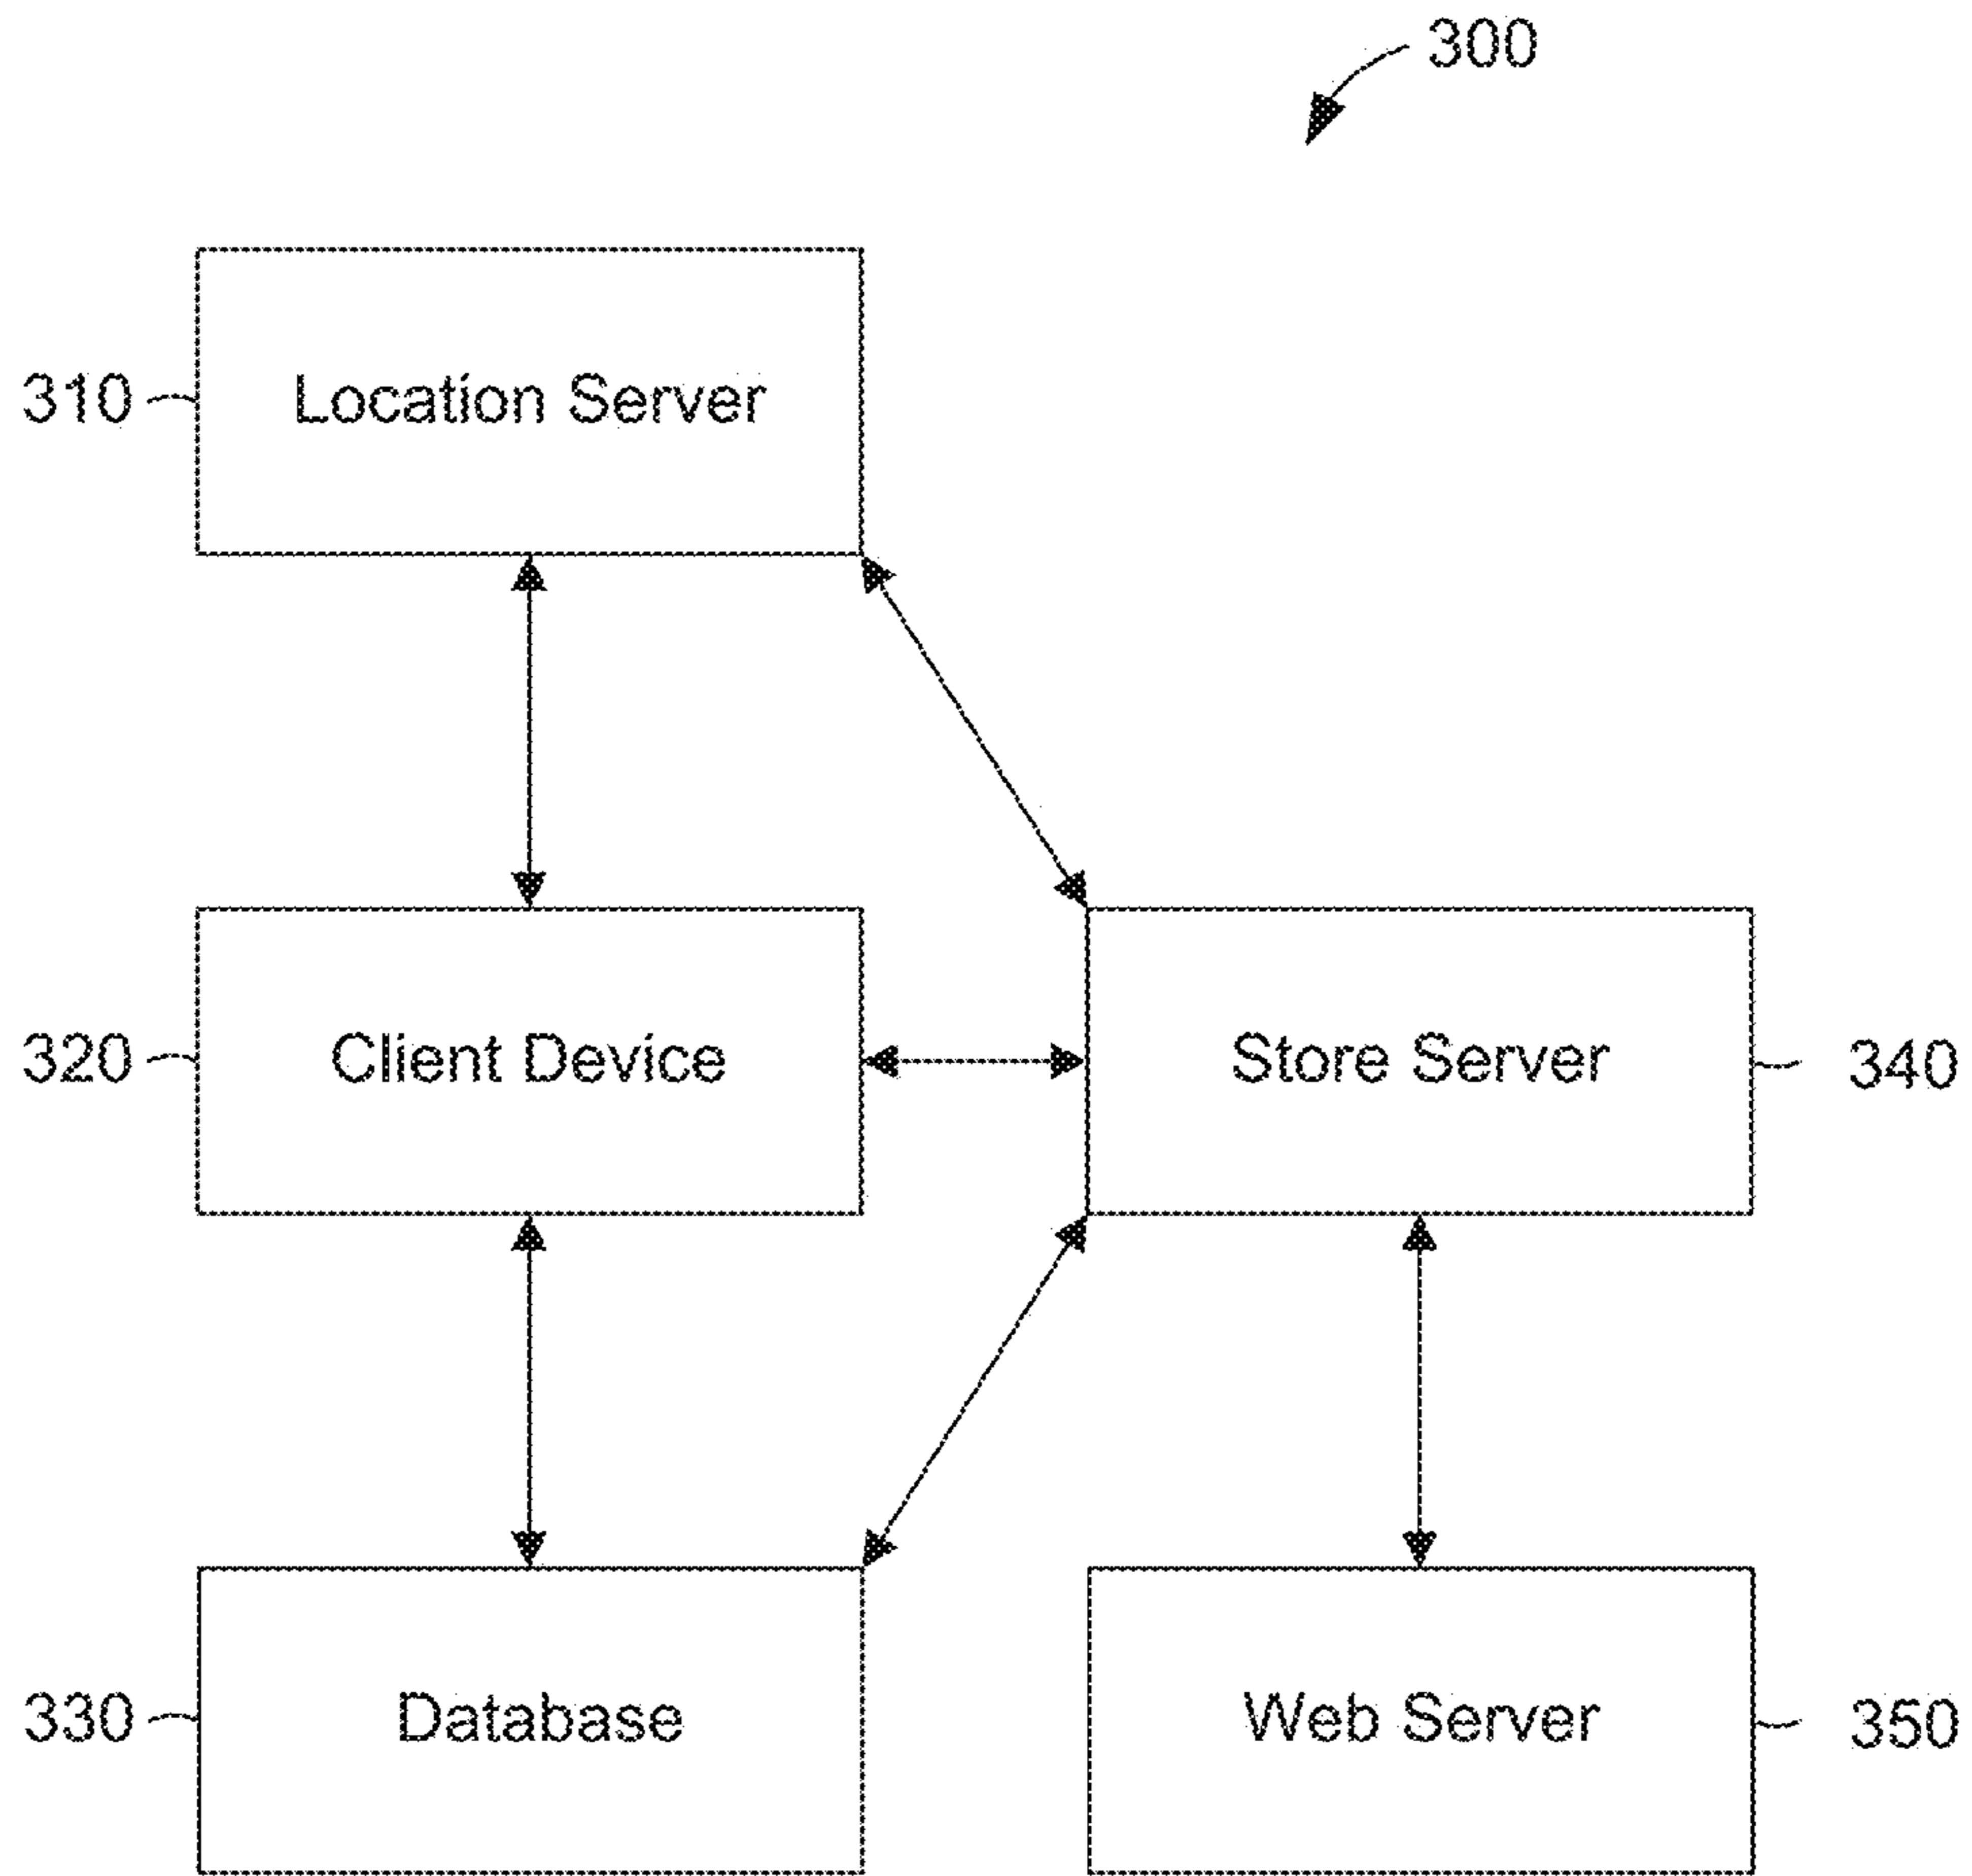 300
310 Location Server
320 Client Device Store Server 340
330 Database Web Server 350